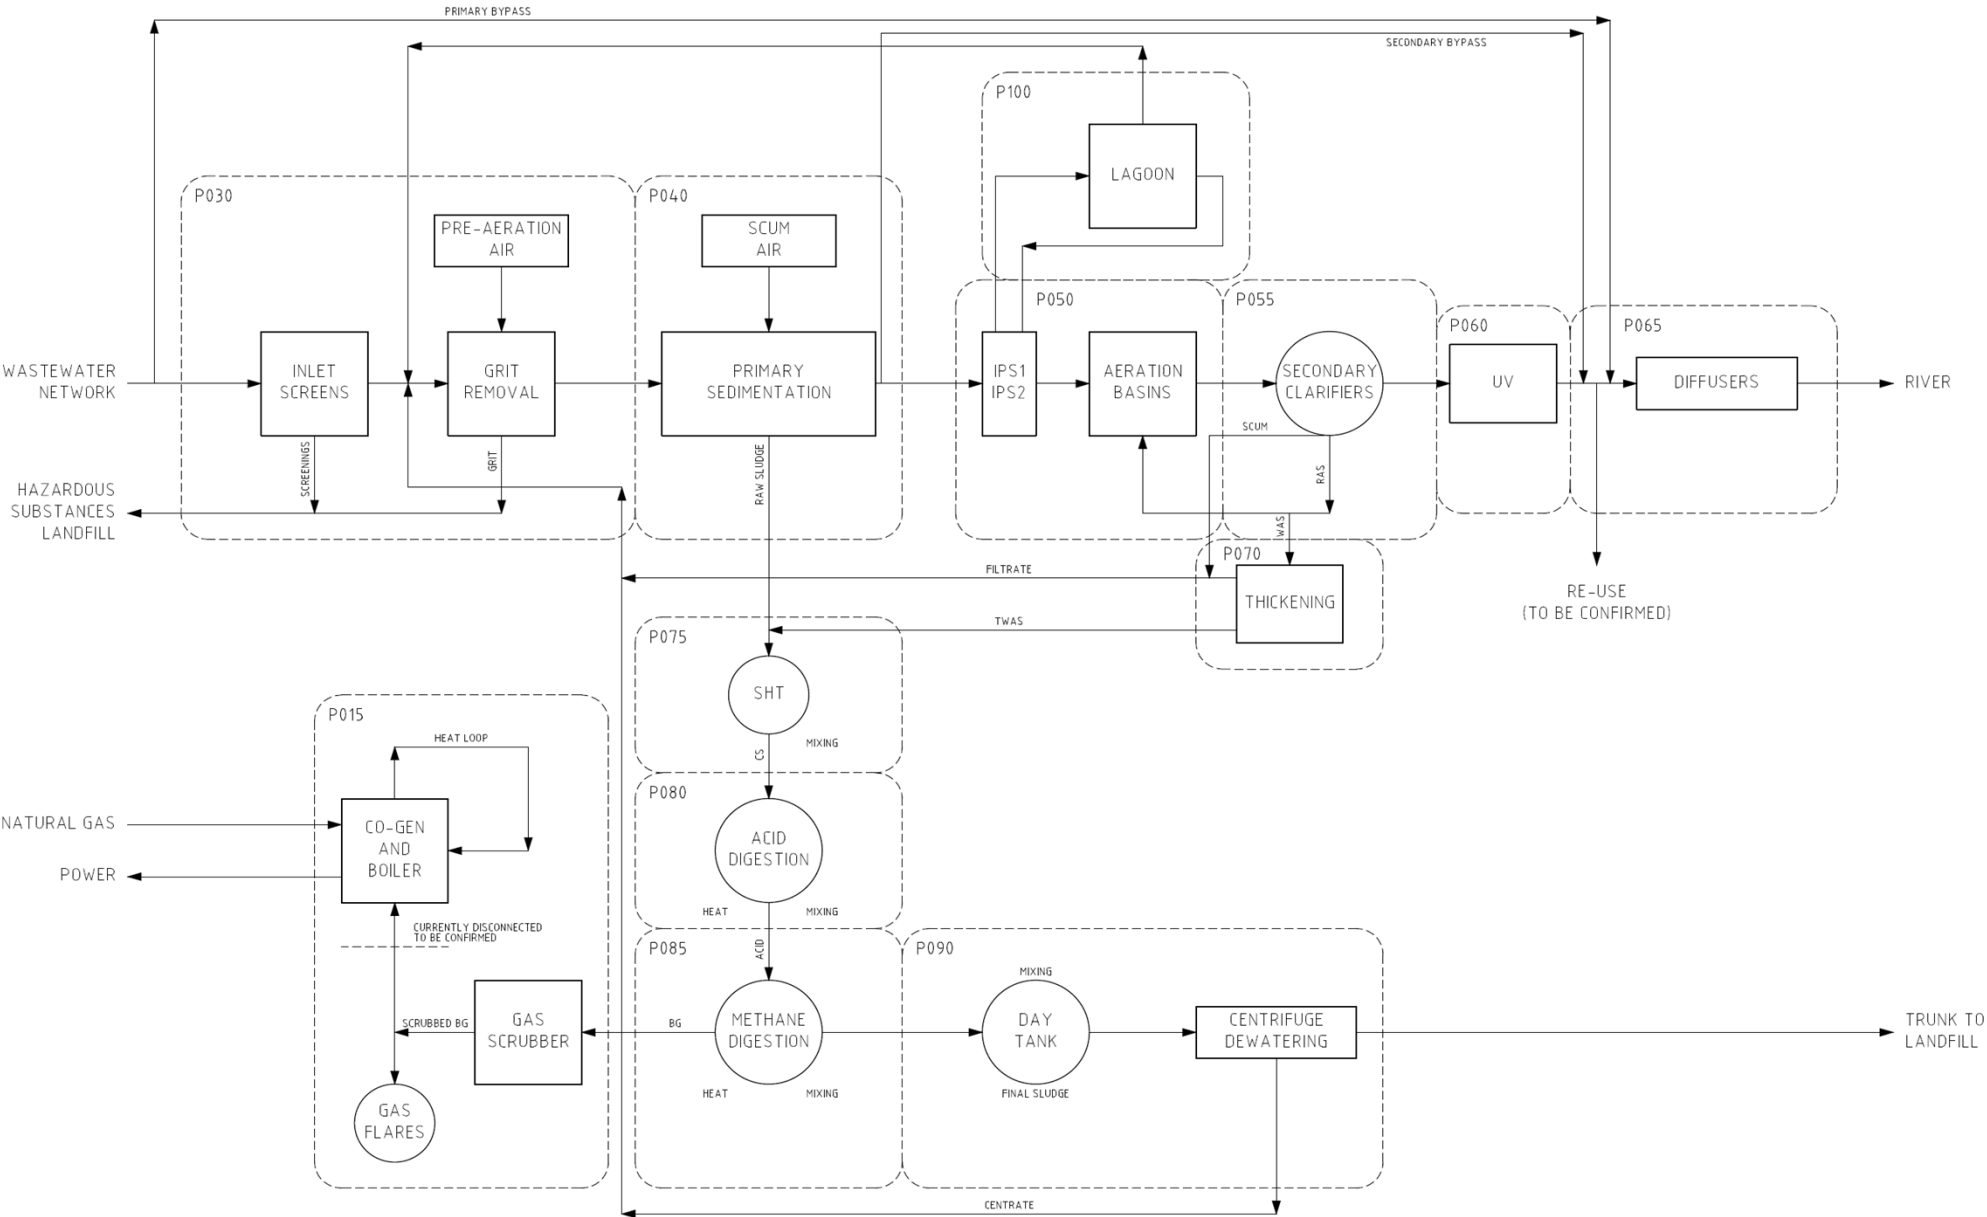 PRIMARY BYPASS
SECONDARY BYPASS
P100
LAGOON
P030
PRE-AERATION
AIR
P040
SCUM
AIR
P050
P055
P060
P065
WASTEWATER
NETWORK
INLET
SCREENS
GRIT
REMOVAL
PRIMARY
SEDIMENTATION
IPS1
IPS2
AERATION
BASINS
SECONDARY
CLARIFIERS
UV
DIFFUSERS
RIVER
SCREENINGS
GRIT
RAW SLUDGE
SCUM
RAS
HAZARDOUS
SUBSTANCES
LANDFILL
WAS
P070
FILTRATE
THICKENING
RE-USE
(TO BE CONFIRMED)
TWAS
P075
SHT
MIXING
CS
P015
HEAT LOOP
P080
NATURAL GAS
CO-GEN
AND
BOILER
ACID
DIGESTION
POWER
HEAT
MIXING
CURRENTLY DISCONNECTED
TO BE CONFIRMED
ACID
P085
P090
MIXING
SCRUBBED BG
GAS
SCRUBBER
BG
METHANE
DIGESTION
DAY
TANK
CENTRIFUGE
DEWATERING
TRUNK TO
LANDFILL
HEAT
MIXING
FINAL SLUDGE
GAS
FLARES
CENTRATE